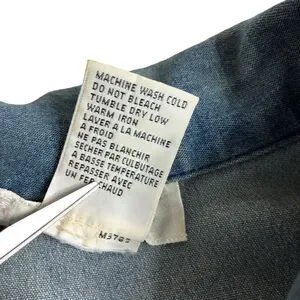 MACHINE WASH COLD
DO NOT BLEACH
TUMBLE DRY LOW
WARM IRON
LAVER A LA MACHINE
A FROID
NE PAS BLANCHIR
SECHER PAR CULBUTAGE
A BASSE TEMPERATURE
REPASSER AVEC
UN FER CHAUD